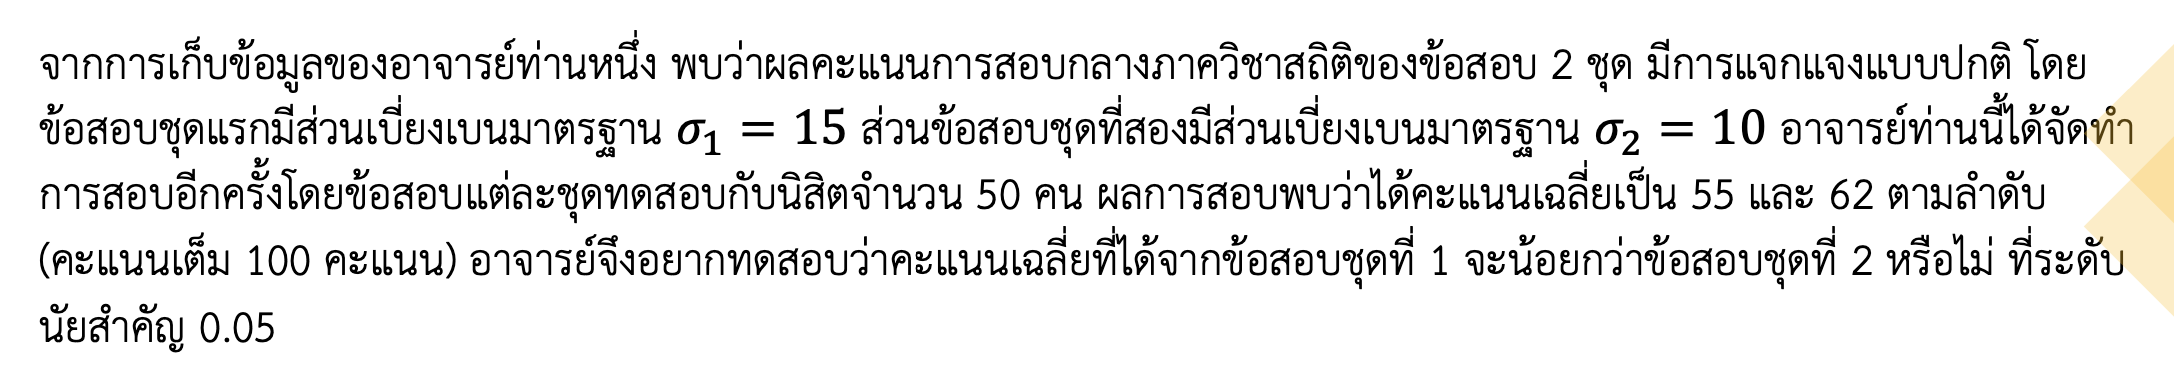 จากการเก็บข้อมูลของอาจารย์ท่านหนึ่ง พบว่าผลคะแนนการสอบกลางภาควิชาสถิติของข้อสอบ 2 ชุด มีการแจกแจงแบบปกติ โดย
ข้อสอบชุดแรกมีส่วนเบี่ยงเบนมาตรฐาน σ₁ = 15 ส่วนข้อสอบชุดที่สองมีส่วนเบี่ยงเบนมาตรฐาน σ₂ = 10 อาจารย์ท่านนี้ได้จัดทำ
การสอบอีกครั้งโดยข้อสอบแต่ละชุดทดสอบกับนิสิตจำนวน 50 คน ผลการสอบพบว่าได้คะแนนเฉลี่ยเป็น 55 และ 62 ตามลำดับ
(คะแนนเต็ม 100 คะแนน) อาจารย์จึงอยากทดสอบว่าคะแนนเฉลี่ยที่ได้จากข้อสอบชุดที่ 1 จะน้อยกว่าข้อสอบชุดที่ 2 หรือไม่ ที่ระดับ
นัยสำคัญ 0.05